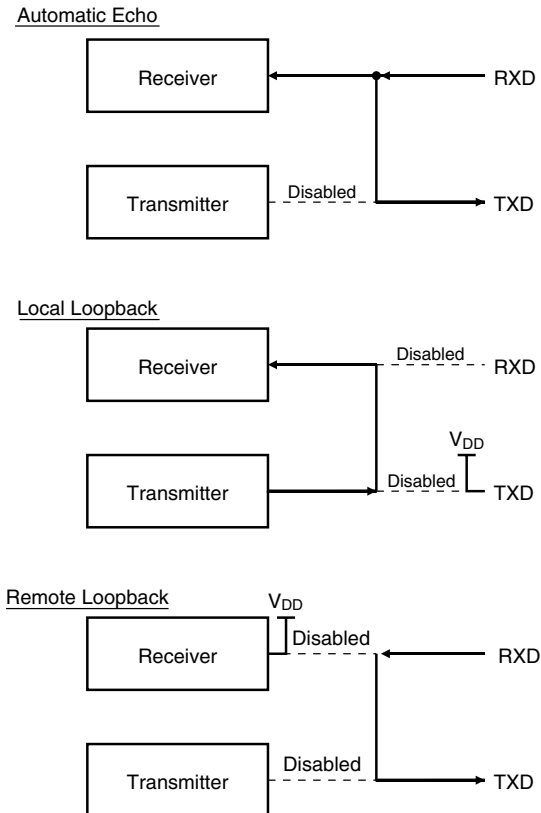 Automatic Echo
Receiver
RXD
Transmitter
Disabled
TXD
Local Loopback
Receiver
Disabled
RXD
VDD
Transmitter
Disabled
TXD
Remote Loopback
VDD
Receiver
Disabled
RXD
Transmitter
Disabled
TXD